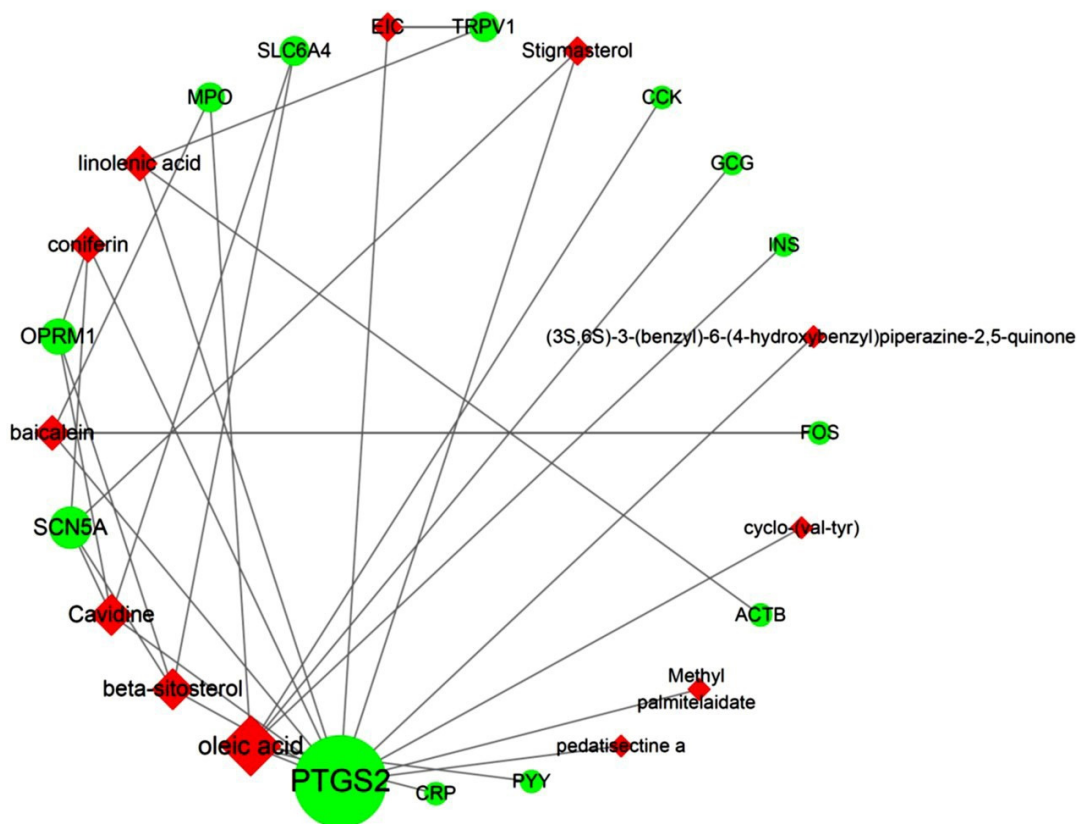 EIC
TRPV1
SLC6A4
Stigmasterol
MPO
CCK
linolenic acid
GCG
coniferin
INS
OPRM1
(3S,6S)-3-(benzyl)-6-(4-hydroxybenzyl)piperazine-2,5-quinone
baicalein
FOS
SCN5A
cyclo-(val-tyr)
Cavidine
ACTB
beta-sitosterol
Methyl
palmitelaidate
oleic acid
pedatisectine a
PTGS2
PYY
CRP